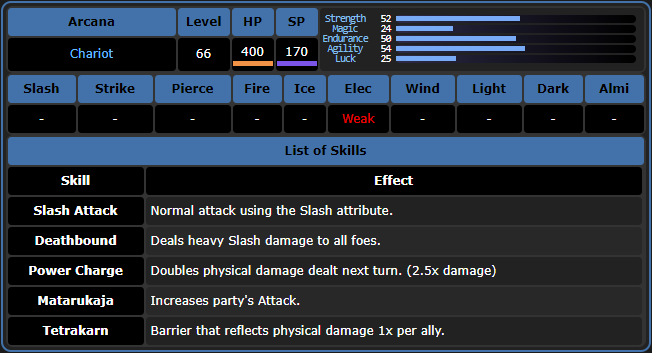 Arcana Level HP SP
Chariot 66 400 170
Strength 52
Magic 24
Endurance 50
Agility 54
Luck 25
Slash Strike Pierce Fire Ice Elec Wind Light Dark Almi
- - - - - Weak - - - -
List of Skills
Skill Effect
Slash Attack Normal attack using the Slash attribute.
Deathbound Deals heavy Slash damage to all foes.
Power Charge Doubles physical damage dealt next turn. (2.5x damage)
Matarukaja Increases party's Attack.
Tetrakarn Barrier that reflects physical damage 1x per ally.